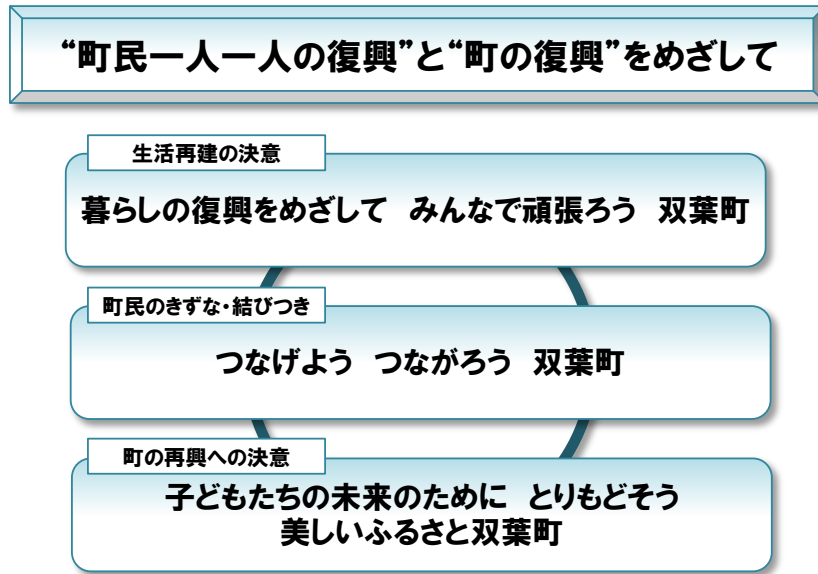 “町民一人一人の復興”と“町の復興”をめざして
生活再建の決意
暮らしの復興をめざして　みんなで頑張ろう　双葉町
町民のきずな・結びつき
つなげよう　つながろう　双葉町
町の再興への決意
子どもたちの未来のために　とりもどそう
美しいふるさと双葉町